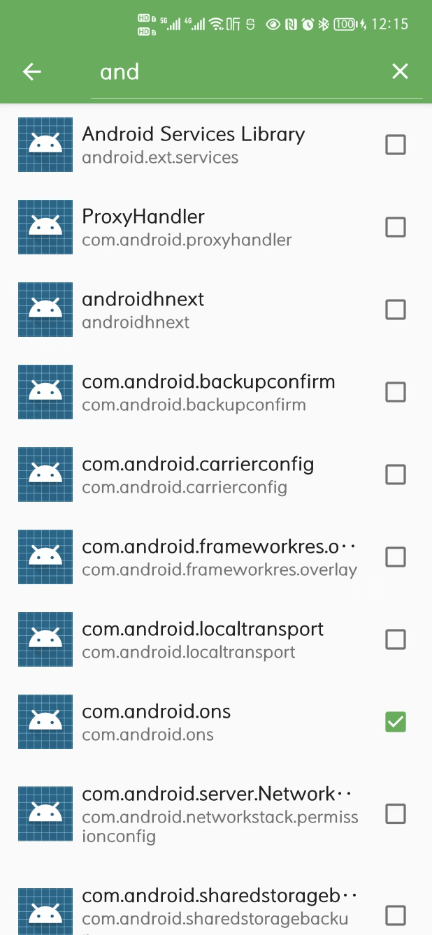 HD 5G 4G 听 100 12:15
and
Android Services Library
android.ext.services
ProxyHandler
com.android.proxyhandler
androidhnext
androidhnext
com.android.backupconfirm
com.android.backupconfirm
com.android.carrierconfig
com.android.carrierconfig
com.android.frameworkres.o··
com.android.frameworkres.overlay
com.android.localtransport
com.android.localtransport
com.android.ons
com.android.ons
com.android.server.Network··
com.android.networkstack.permiss
ionconfig
com.android.sharedstorageb··
com.android.sharedstoragebacku